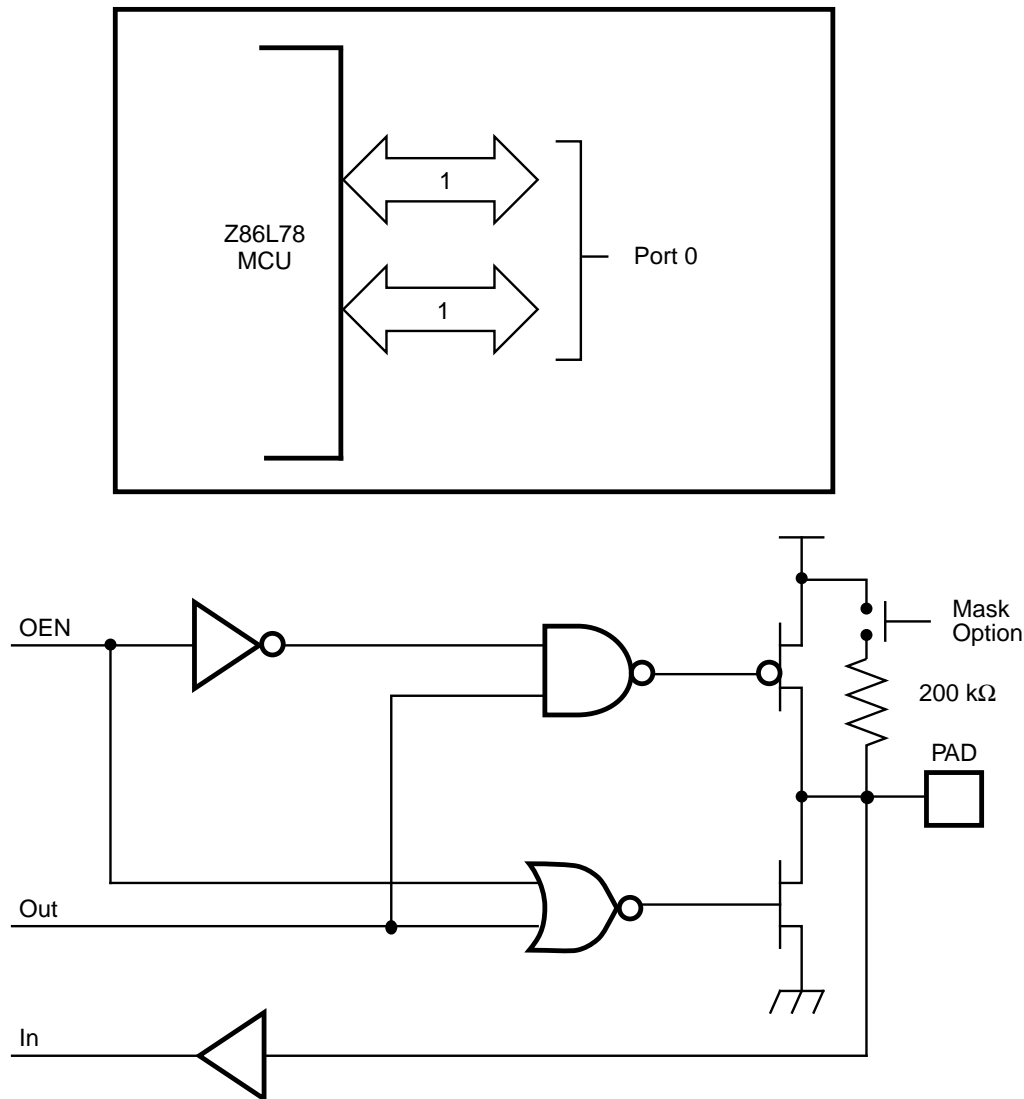 1
Z86L78
MCU
Port 0
1
OEN
Mask
Option
200 kΩ
PAD
Out
In